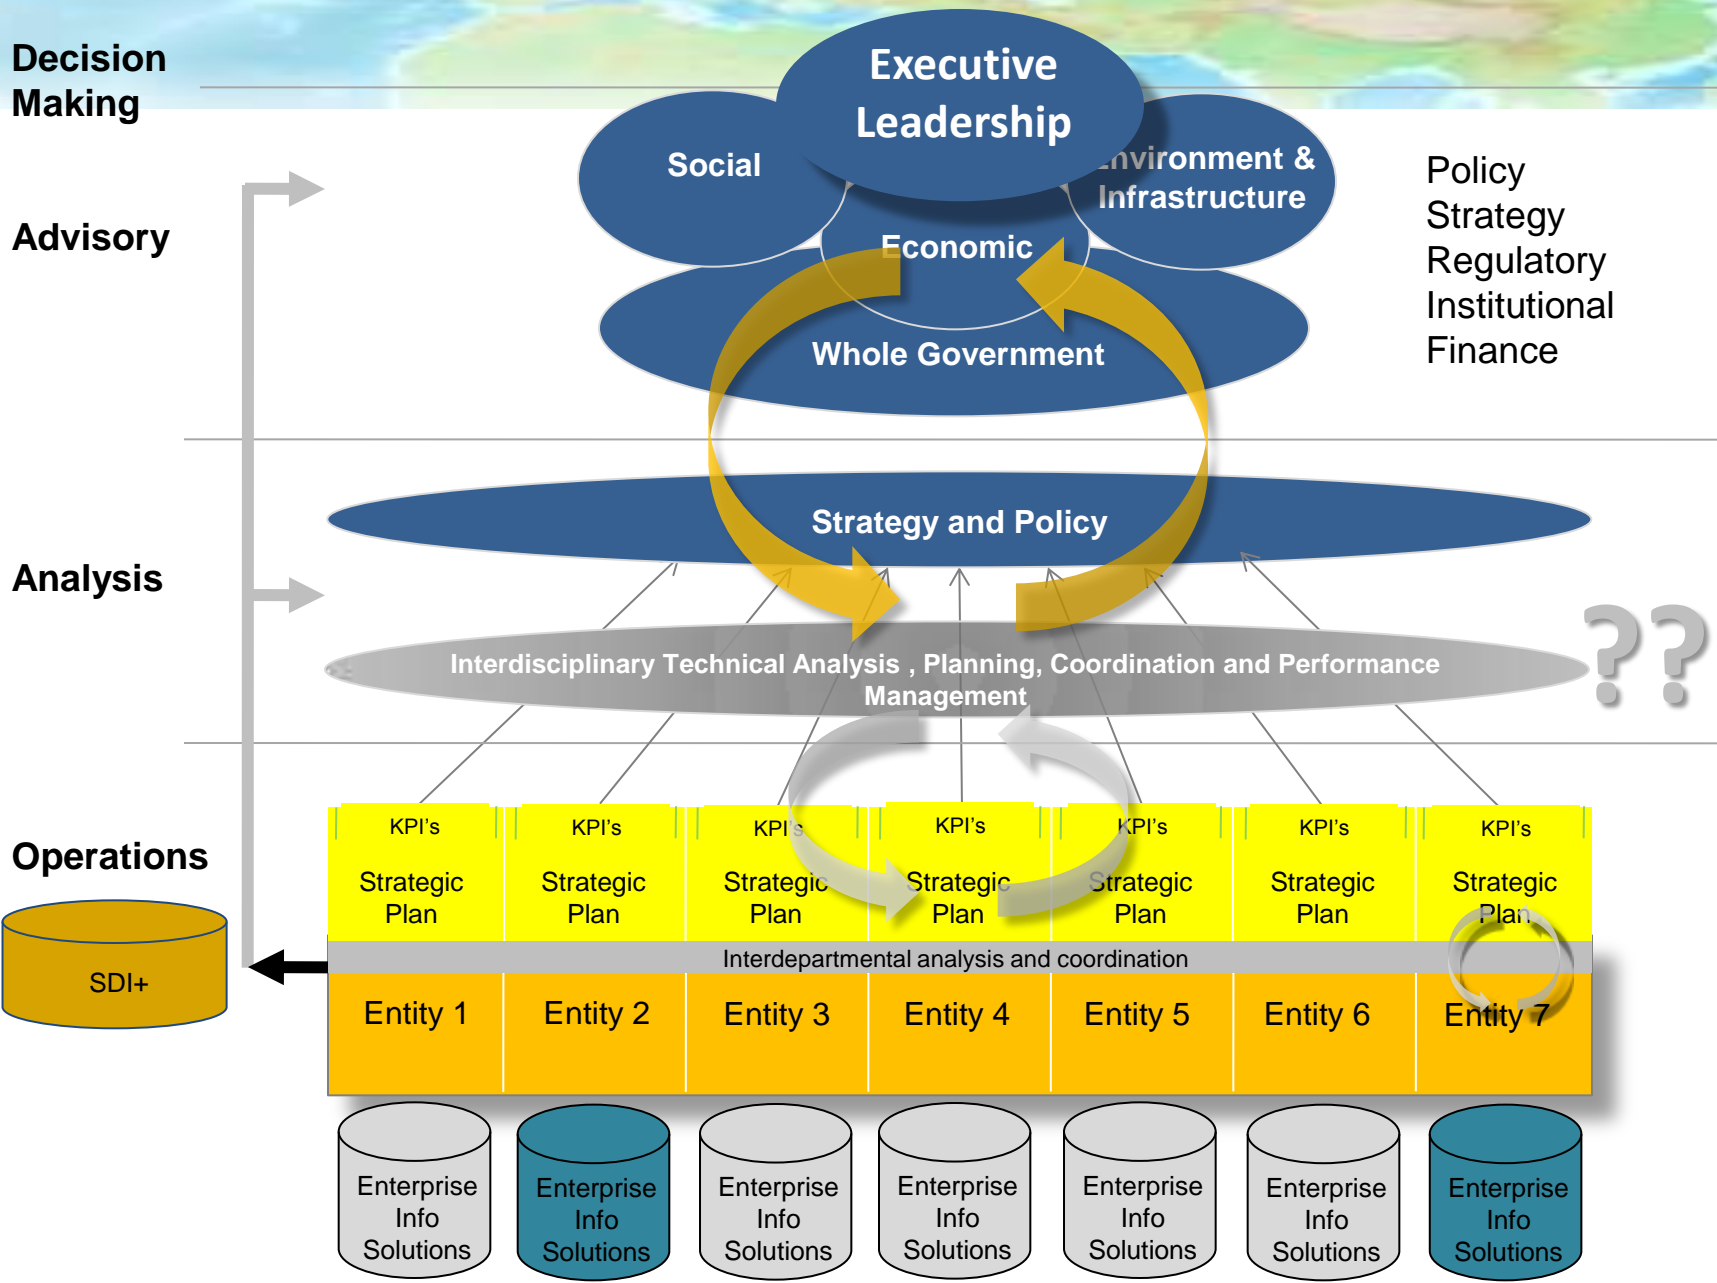 Decision
Making
Executive
Leadership
Social
Environment &
Infrastructure
Economic
Whole Government
Policy
Strategy
Regulatory
Institutional
Finance
Advisory
Strategy and Policy
Analysis
Interdisciplinary Technical Analysis , Planning, Coordination and Performance
Management
??
Operations
KPI's
KPI's
KPI's
KPI's
KPI's
KPI's
KPI's
Strategic
Plan
Strategic
Plan
Strategic
Plan
Strategic
Plan
Strategic
Plan
Strategic
Plan
Strategic
Plan
Interdepartmental analysis and coordination
SDI+
Entity 1
Entity 2
Entity 3
Entity 4
Entity 5
Entity 6
Entity 7
Enterprise
Info
Solutions
Enterprise
Info
Solutions
Enterprise
Info
Solutions
Enterprise
Info
Solutions
Enterprise
Info
Solutions
Enterprise
Info
Solutions
Enterprise
Info
Solutions